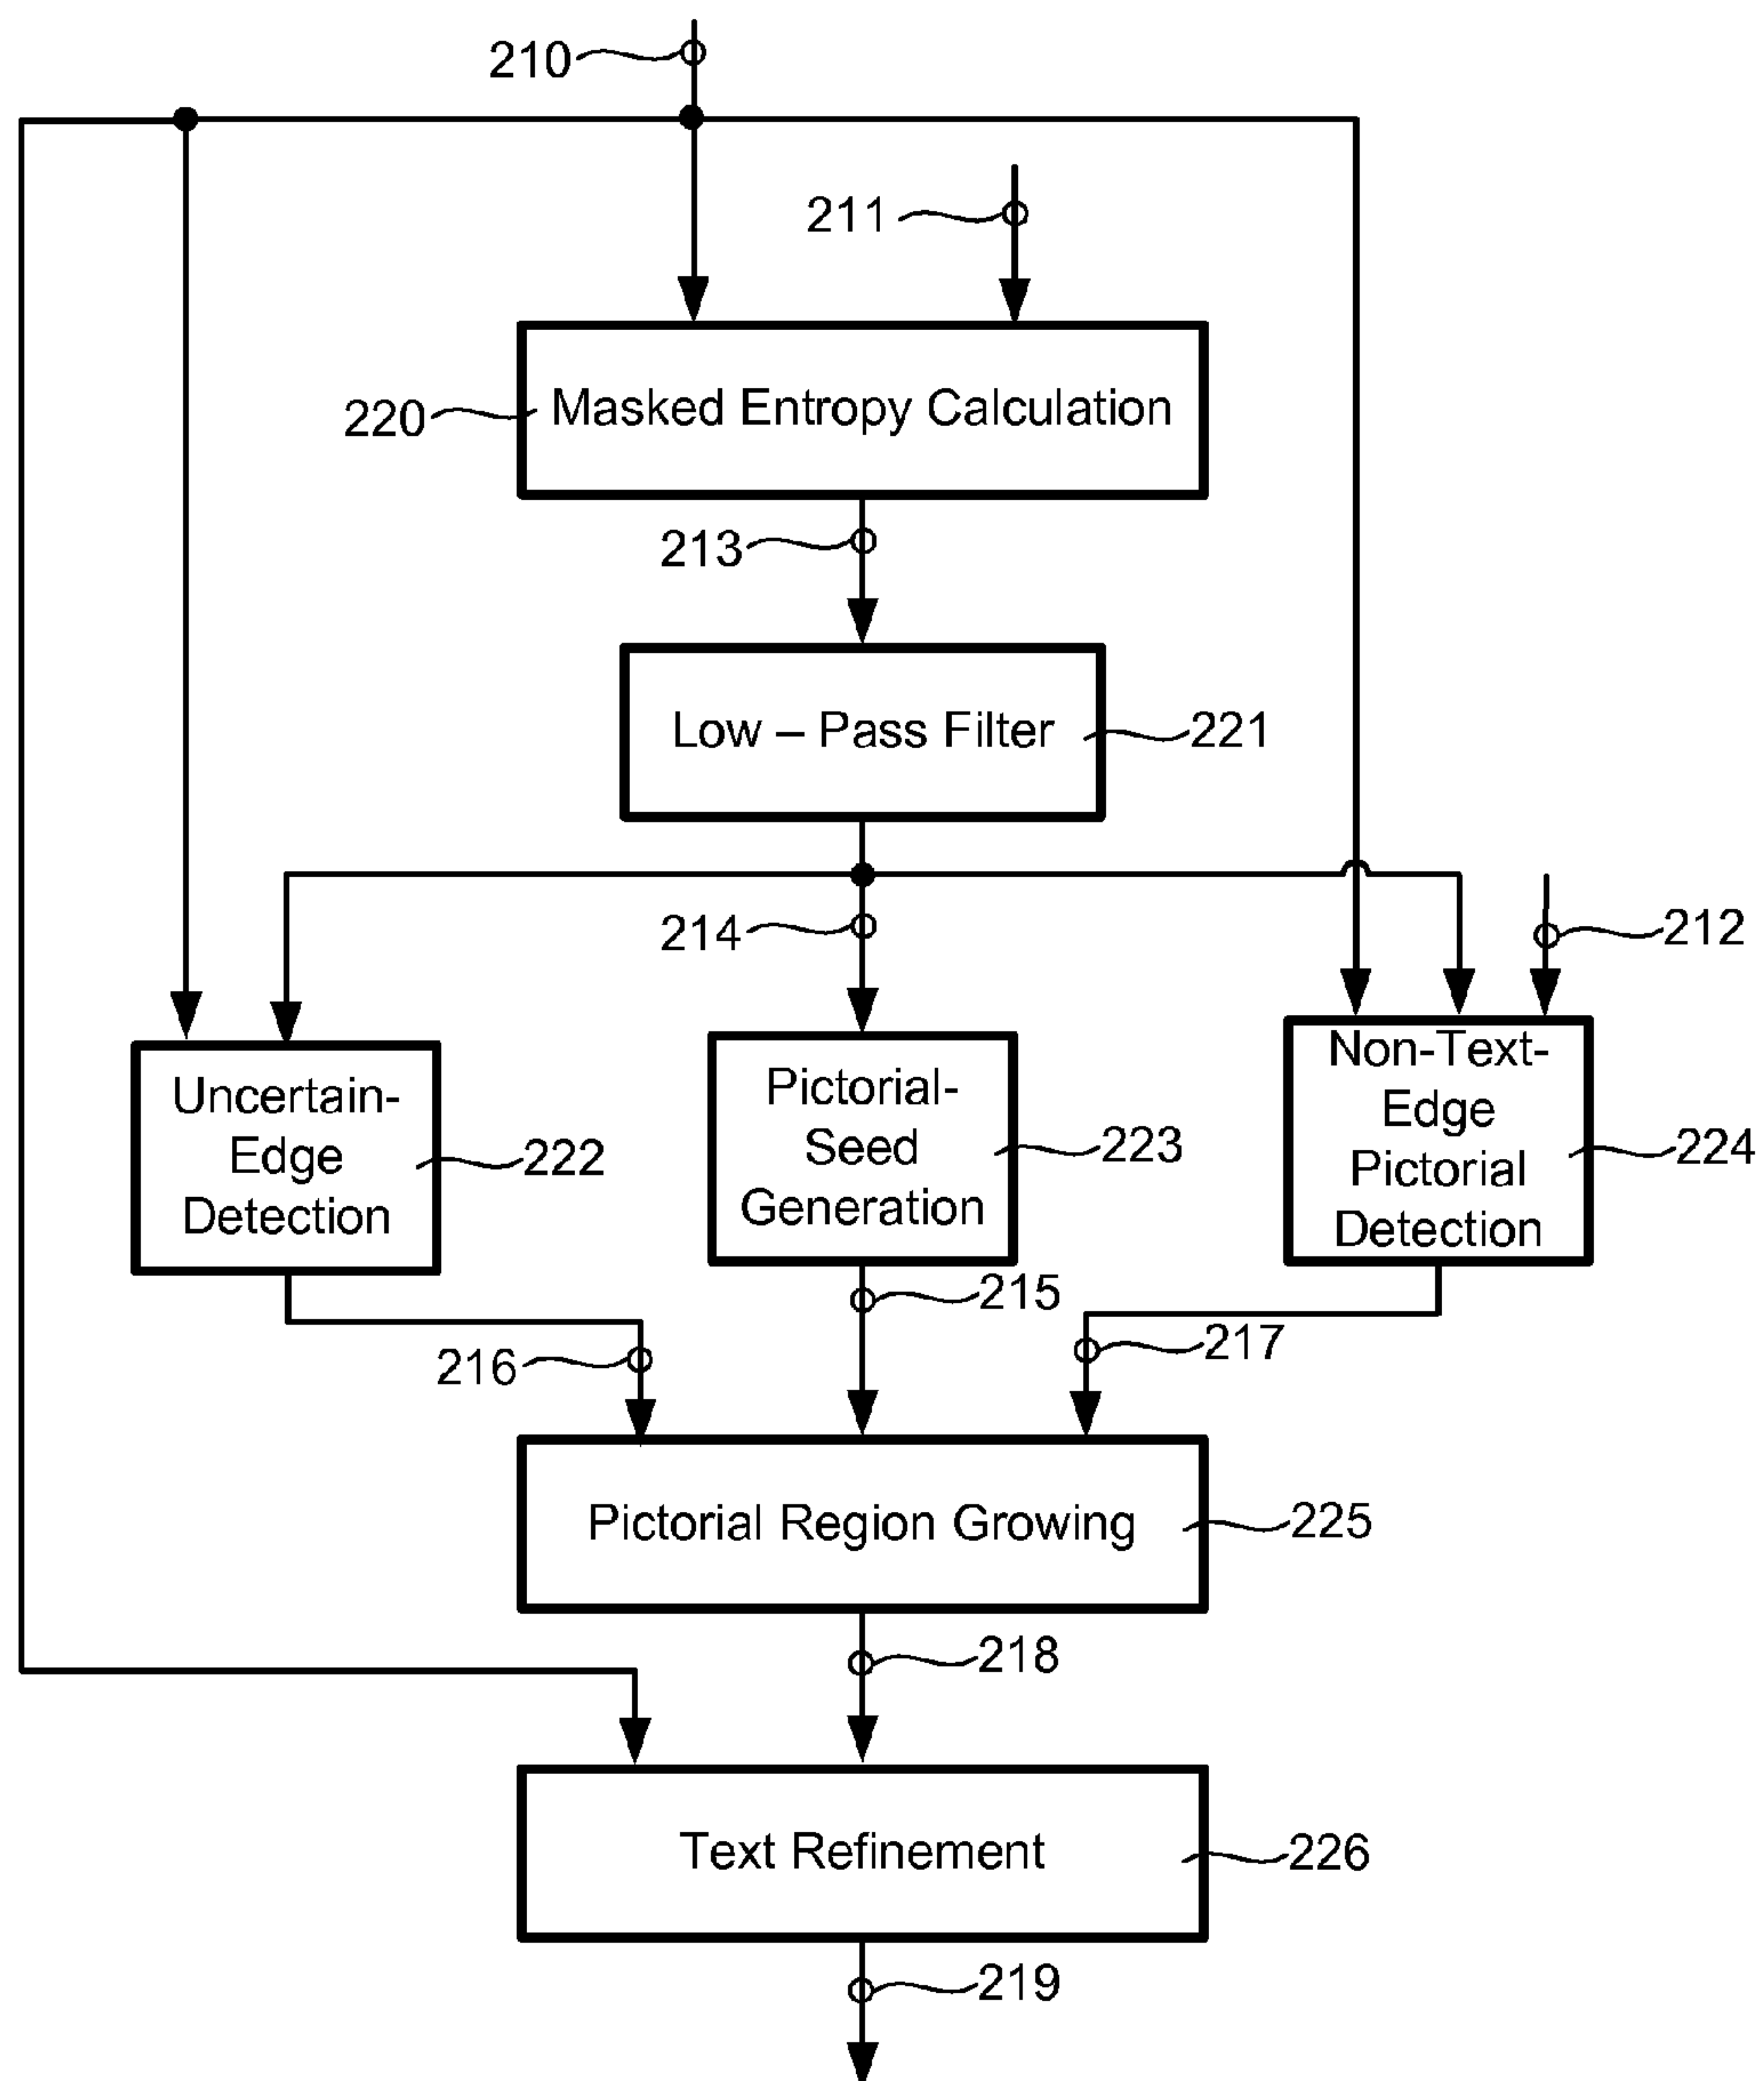 210
211
220
Masked Entropy Calculation
213
Low – Pass Filter
221
214
212
Uncertain-
Edge
Detection
222
Pictorial-
Seed
Generation
223
Non-Text-
Edge
Pictorial
Detection
224
215
216
217
Pictorial Region Growing
225
218
Text Refinement
226
219